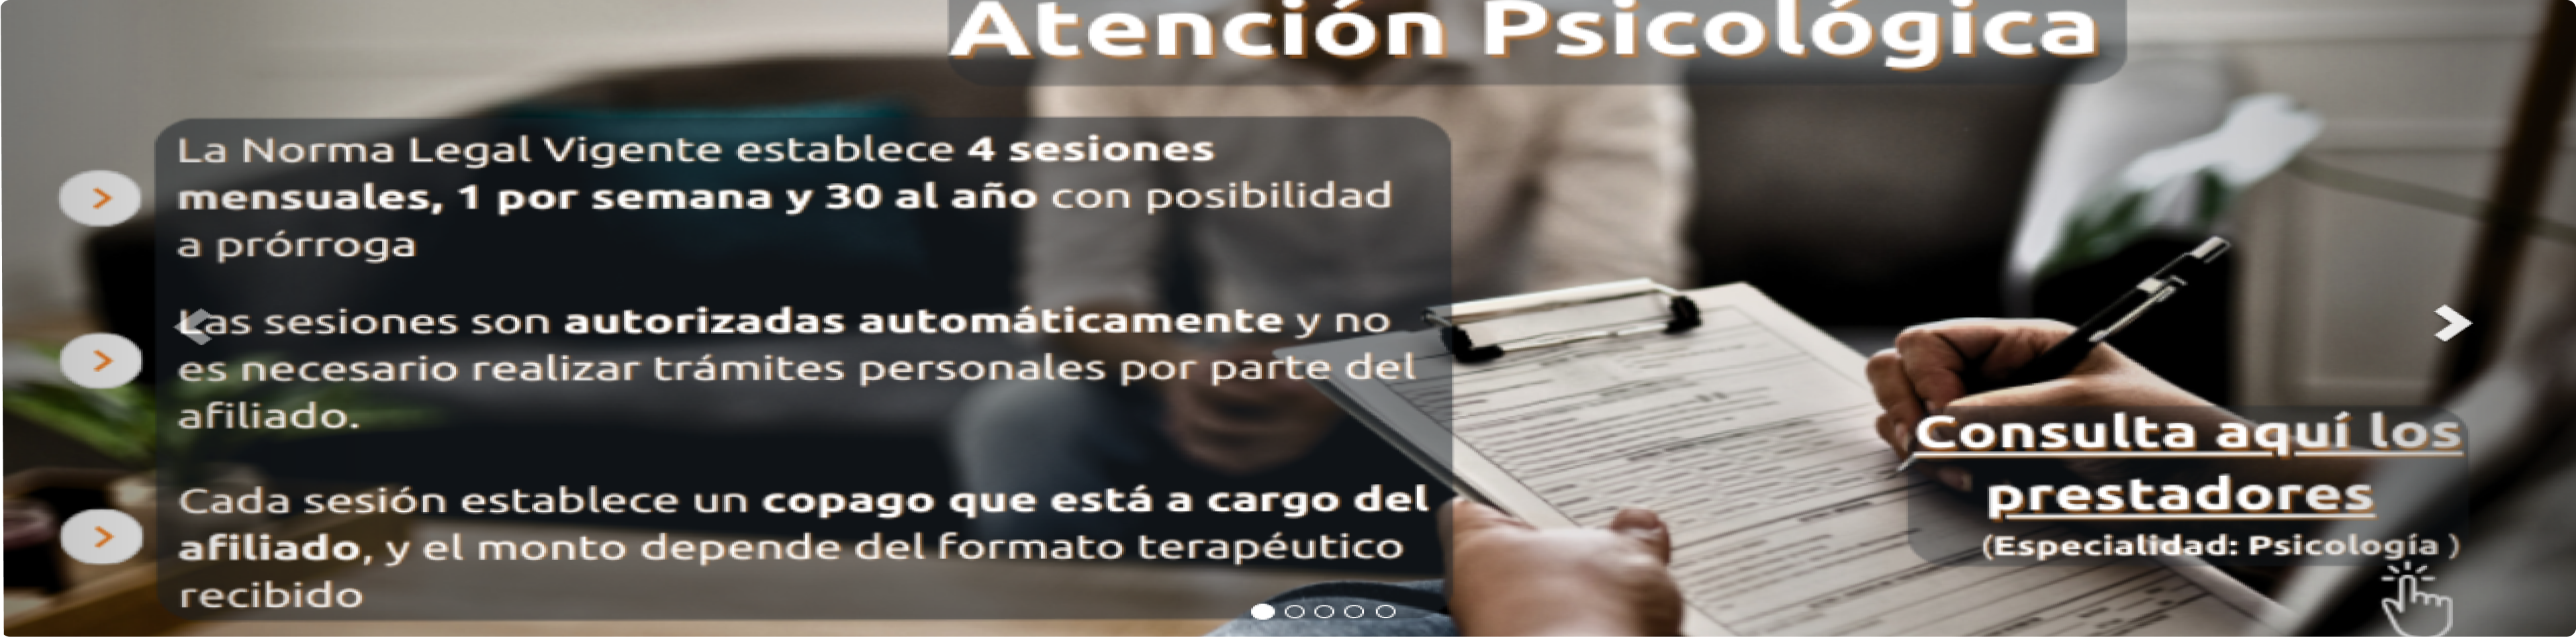 Atención Psicológica
La Norma Legal Vigente establece 4 sesiones
mensuales, 1 por semana y 30 al año con posibilidad
a prórroga
Las sesiones son autorizadas automáticamente y no
es necesario realizar trámites personales por parte del
afiliado.
Cada sesión establece un copago que está a cargo del
afiliado, y el monto depende del formato terapéutico
recibido
Consulta aquí los
prestadores
(Especialidad: Psicología )